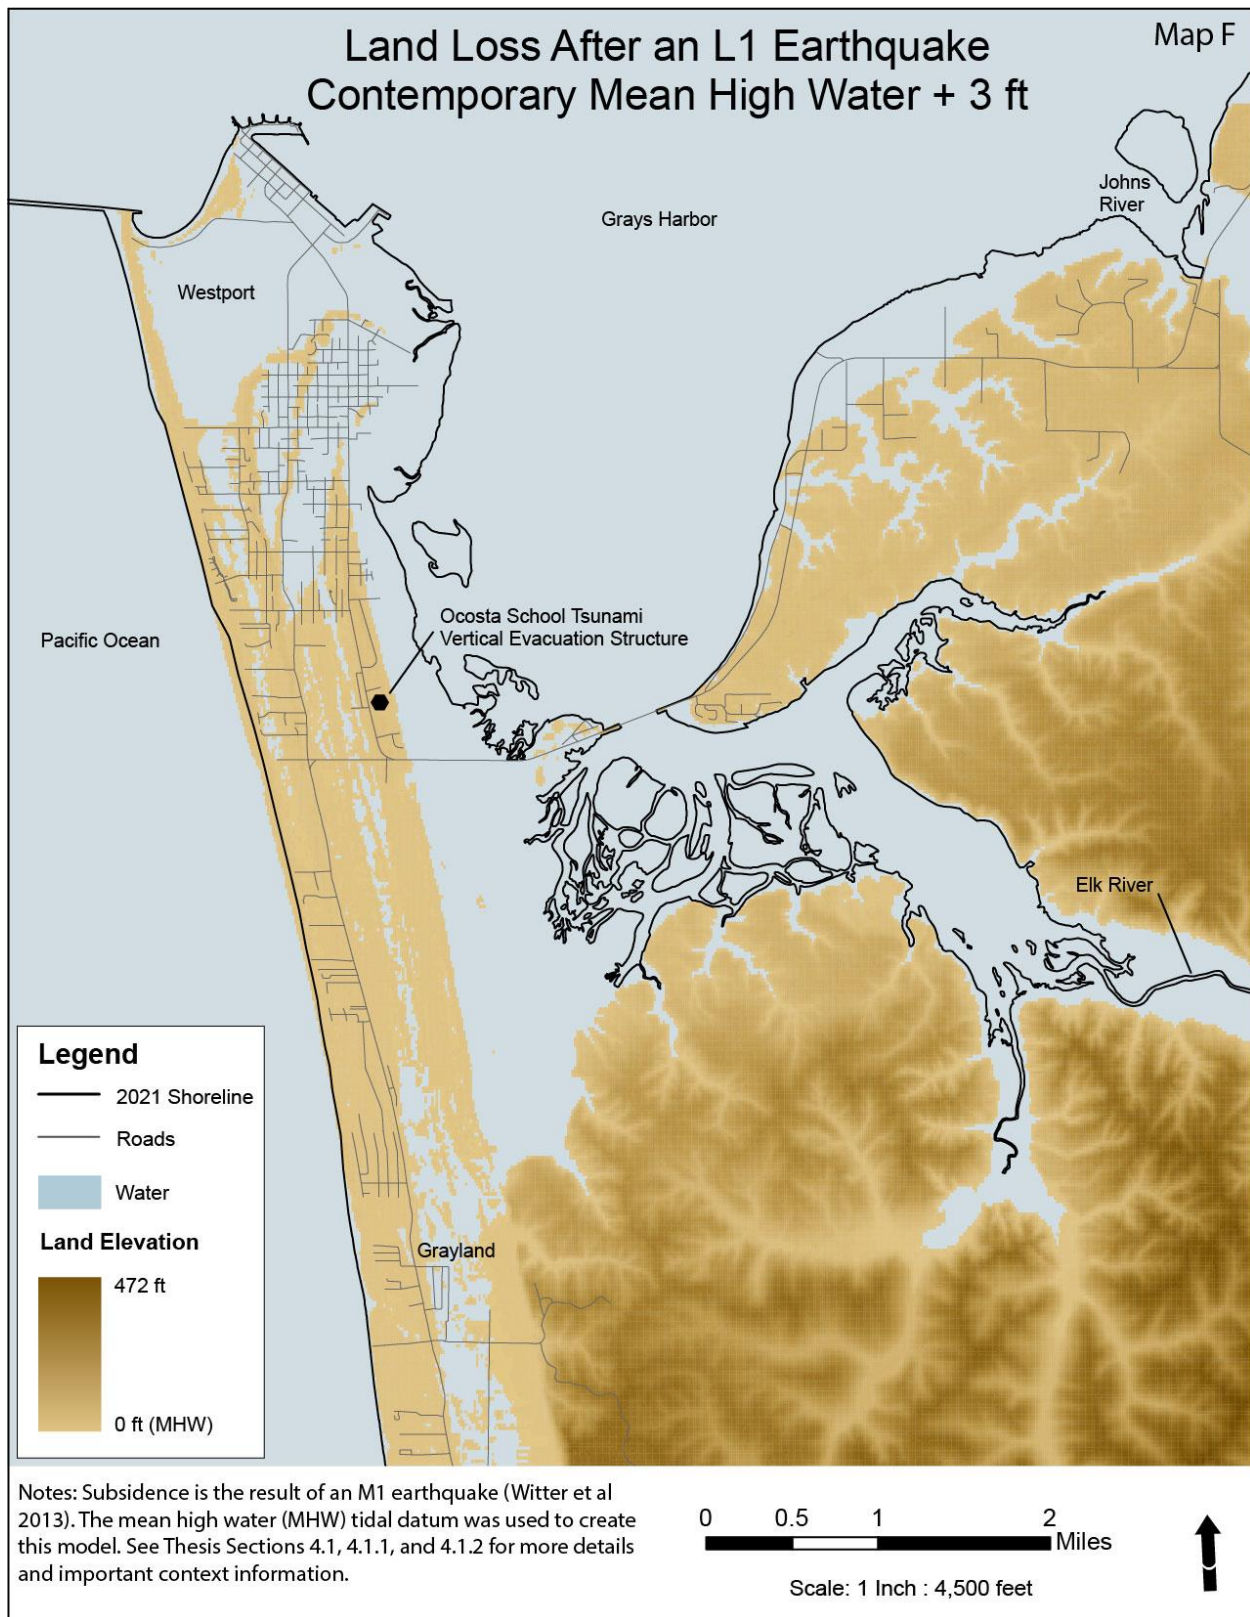 Land Loss After an L1 Earthquake
Contemporary Mean High Water + 3 ft
Map F
Johns
River
Grays Harbor
Westport
Ocosta School Tsunami
Vertical Evacuation Structure
Pacific Ocean
Elk River
Grayland
Legend
2021 Shoreline
Roads
Water
Land Elevation
472 ft
0 ft (MHW)
Notes: Subsidence is the result of an M1 earthquake (Witter et al
2013). The mean high water (MHW) tidal datum was used to create
this model. See Thesis Sections 4.1, 4.1.1, and 4.1.2 for more details
and important context information.
0 0.5 1 2
Miles
Scale: 1 Inch : 4,500 feet